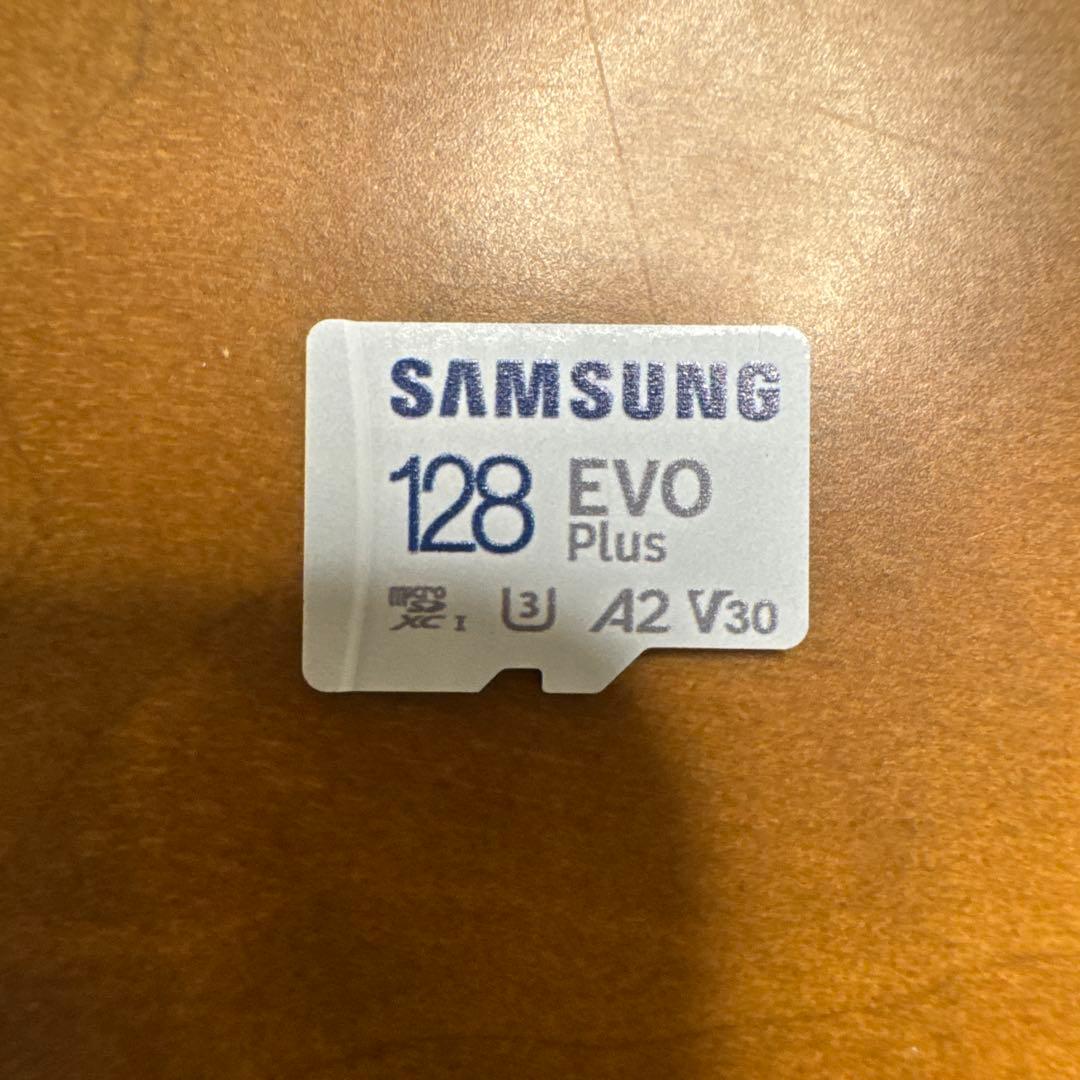 SAMSUNG
128 EVO
Plus
micro SD XC I U3 A2 V30